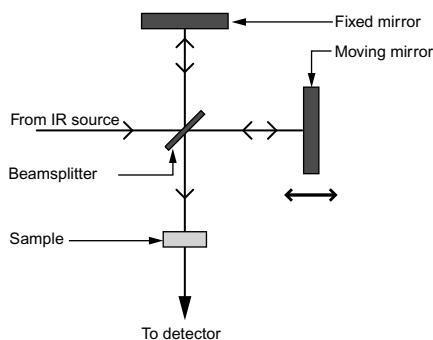 Fixed mirror
Moving mirror
From IR source
Beamsplitter
Sample
To detector